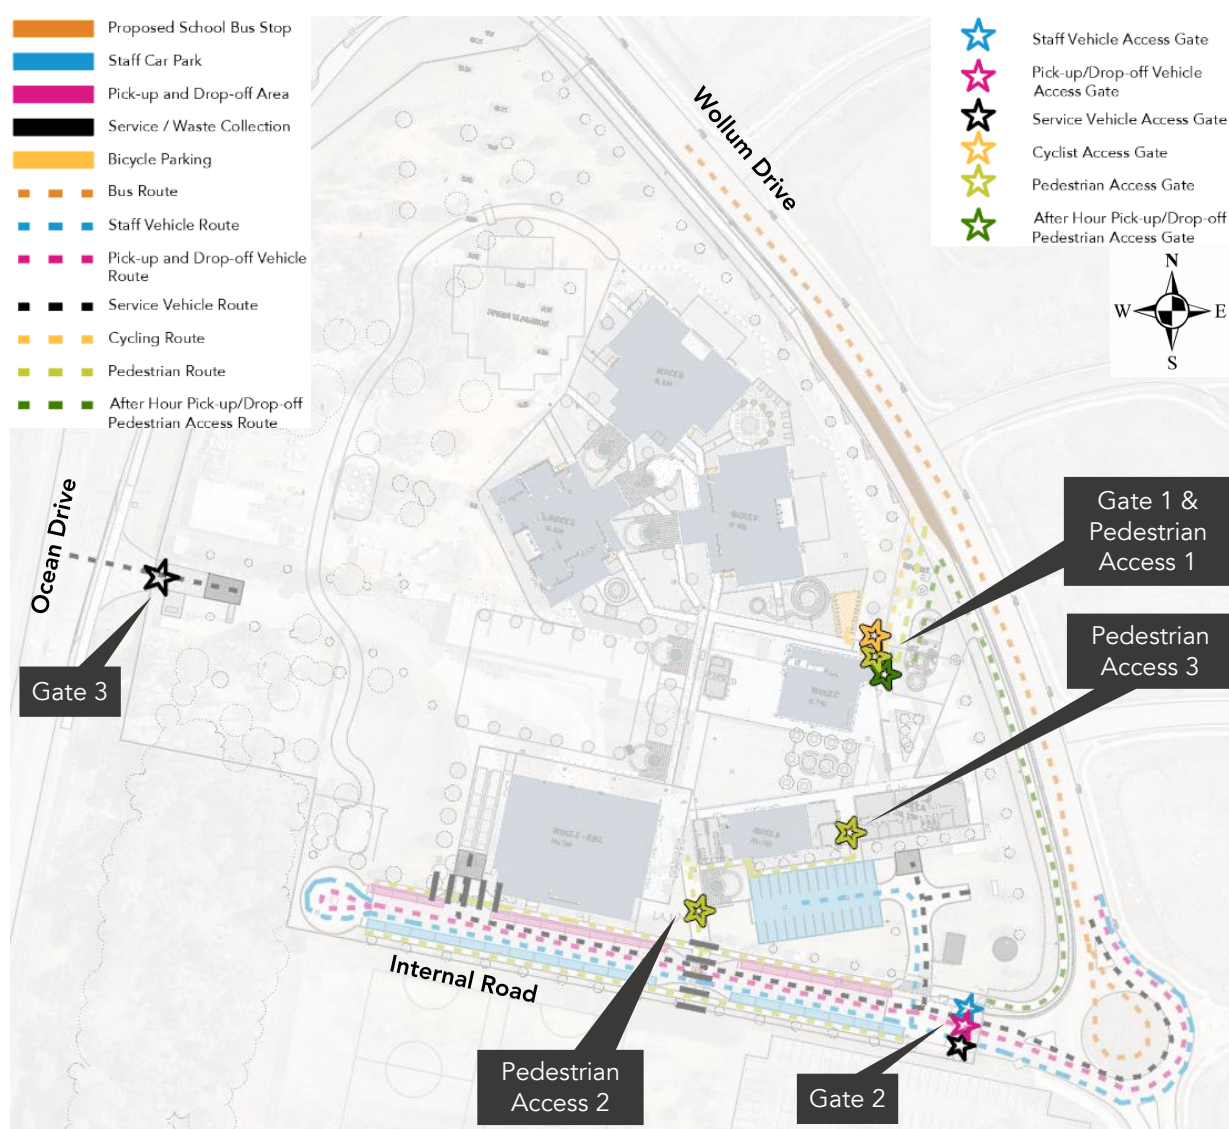 Proposed School Bus Stop
Staff Car Park
Pick-up and Drop-off Area
Service / Waste Collection
Bicycle Parking
Bus Route
Staff Vehicle Route
Pick-up and Drop-off Vehicle
Route
Service Vehicle Route
Cycling Route
Pedestrian Route
After Hour Pick-up/Drop-off
Pedestrian Access Route
Staff Vehicle Access Gate
Pick-up/Drop-off Vehicle
Access Gate
Service Vehicle Access Gate
Cyclist Access Gate
Pedestrian Access Gate
After Hour Pick-up/Drop-off
Pedestrian Access Gate
N
W
E
S
Wollum Drive
Ocean Drive
Gate 1 &
Pedestrian
Access 1
Pedestrian
Access 3
Gate 3
Internal Road
Pedestrian
Access 2
Gate 2